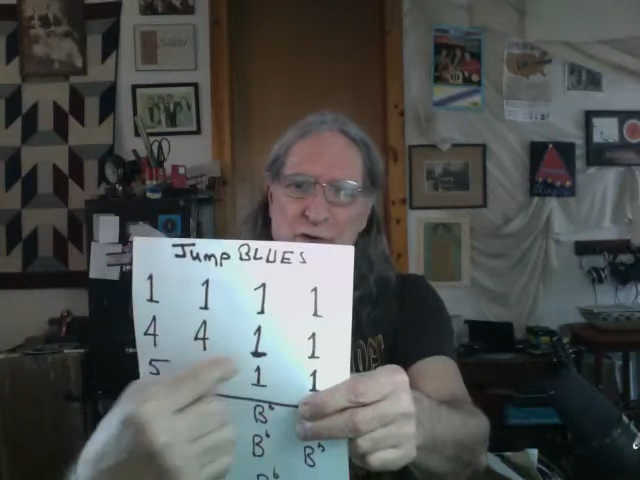 Jump BLUES
1 1 1 1
4 4 1 1
5 1 1
B♭
B♭ B♭
B♭